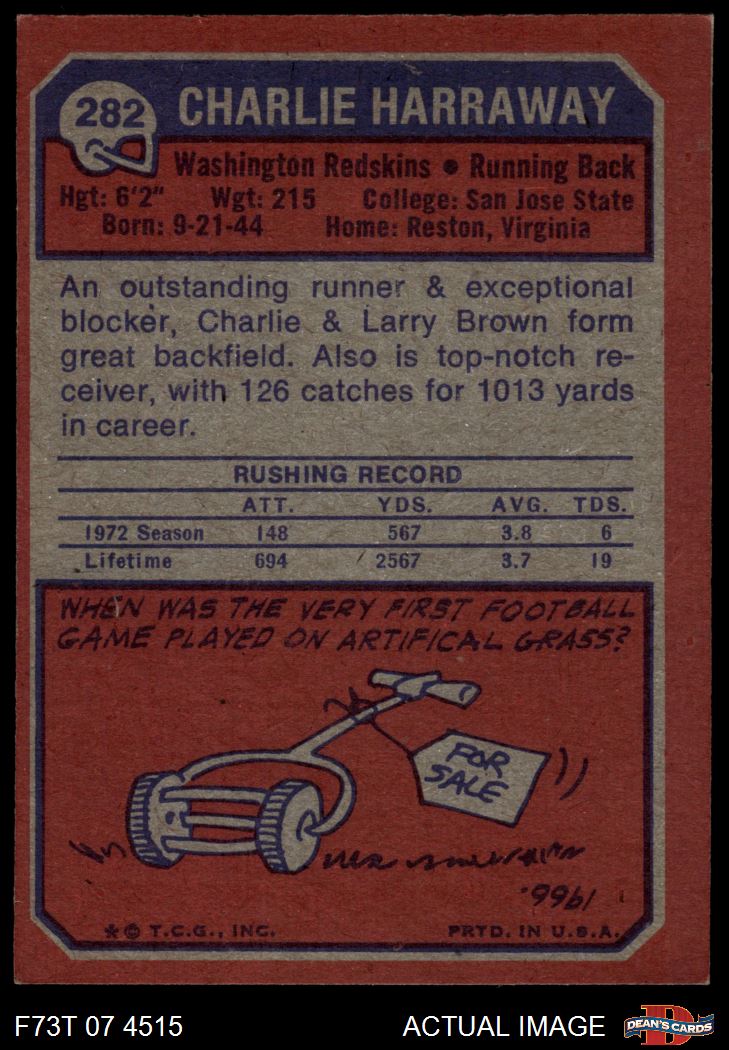 282 CHARLIE HARRAWAY
Washington Redskins • Running Back
Hgt: 6'2" Wgt: 215 College: San Jose State
Born: 9-21-44 Home: Reston, Virginia
An outstanding runner & exceptional
blocker, Charlie & Larry Brown form
great backfield. Also is top-notch re-
ceiver, with 126 catches for 1013 yards
in career.
RUSHING RECORD
ATT. YDS. AVG. TDS.
1972 Season 148 567 3.8 6
Lifetime 694 2567 3.7 19
WHEN WAS THE VERY FIRST FOOTBALL
GAME PLAYED ON ARTIFICAL GRASS?
FOR
SALE
1966.
*© T.C.G., INC. PRTD. IN U.S.A.
F73T 07 4515 ACTUAL IMAGE DEAN'S CARDS